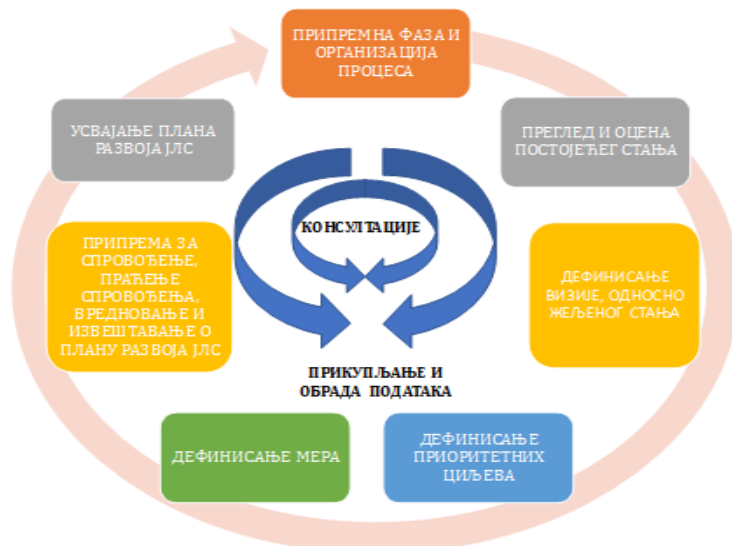 ПРИПРЕМНА ФАЗА И
ОРГАНИЗАЦИЈА
ПРОЦЕСА
ПРЕГЛЕД И ОЦЕНА
ПОСТОЈЕЋЕГ СТАЊА
ДЕФИНИСАЊЕ
ВИЗИЈЕ, ОДНОСНО
ЖЕЉЕНОГ СТАЊА
ДЕФИНИСАЊЕ
ПРИОРИТЕТНИХ
ЦИЉЕВА
ДЕФИНИСАЊЕ МЕРА
ПРИПРЕМА ЗА
СПРОВОЂЕЊЕ,
ПРАЋЕЊЕ
СПРОВОЂЕЊА,
ВРЕДНОВАЊЕ И
ИЗВЕШТАВАЊЕ О
ПЛАНУ РАЗВОЈА ЈЛС
УСВАЈАЊЕ ПЛАНА
РАЗВОЈА ЈЛС
КОНСУЛТАЦИЈЕ
ПРИКУПЉАЊЕ И
ОБРАДА ПОДАТАКА